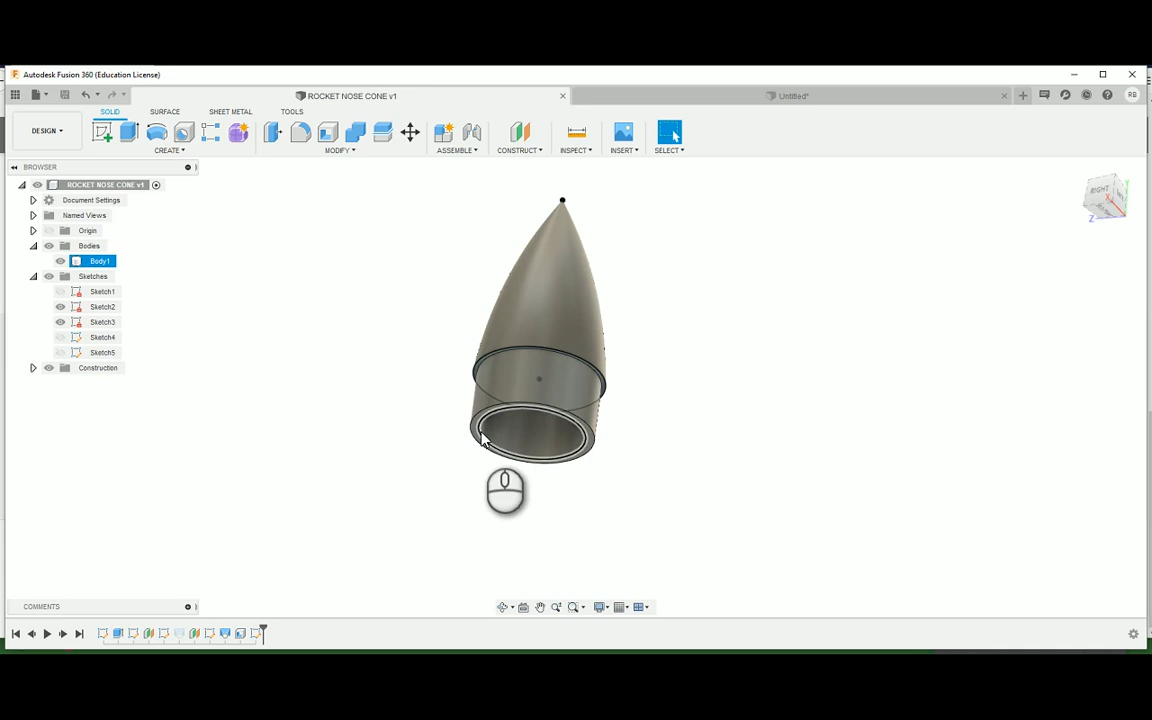 Autodesk Fusion 360 (Education License)
ROCKET NOSE CONE v1
Untitled*
RB
SOLID
SURFACE
SHEET METAL
TOOLS
DESIGN
CREATE
MODIFY
ASSEMBLE
CONSTRUCT
INSPECT
INSERT
SELECT
BROWSER
ROCKET NOSE CONE v1
Document Settings
Named Views
Origin
Bodies
Body1
Sketches
Sketch1
Sketch2
Sketch3
Sketch4
Sketch5
Construction
RIGHT
Z
COMMENTS